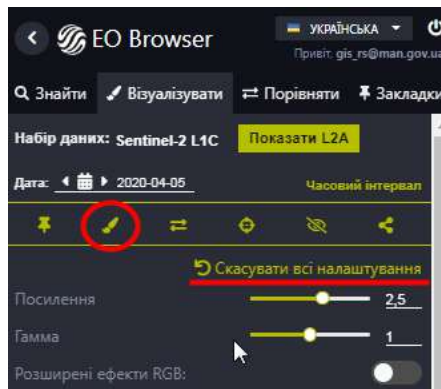 EO Browser
УКРАЇНСЬКА
Привіт, gis_rs@man.gov.ua
Знайти Візуалізувати Порівняти Закладки
Набір даних: Sentinel-2 L1C Показати L2A
Дата: 2020-04-05 Часовий інтервал
Скасувати всі налаштування
Посилення 2,5
Гамма 1
Розширені ефекти RGB: